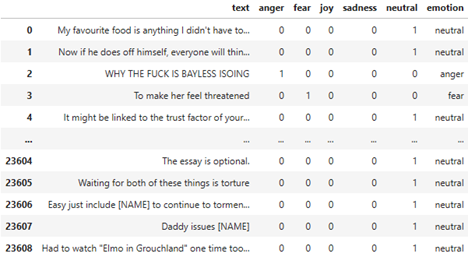 text anger fear joy sadness neutral emotion
0 My favourite food is anything I didn't have to... 0 0 0 0 1 neutral
1 Now if he does off himself, everyone will thin... 0 0 0 0 1 neutral
2 WHY THE FUCK IS BAYLESS ISOING 1 0 0 0 0 anger
3 To make her feel threatened 0 1 0 0 0 fear
4 It might be linked to the trust factor of your... 0 0 0 0 1 neutral
... ... ... ... ... ... ... ...
23604 The essay is optional. 0 0 0 0 1 neutral
23605 Waiting for both of these things is torture 0 0 0 0 1 neutral
23606 Easy just include [NAME] to continue to tormen... 0 0 0 0 1 neutral
23607 Daddy issues [NAME] 0 0 0 0 1 neutral
23608 Had to watch "Elmo in Grouchland" one time too... 0 0 0 0 1 neutral